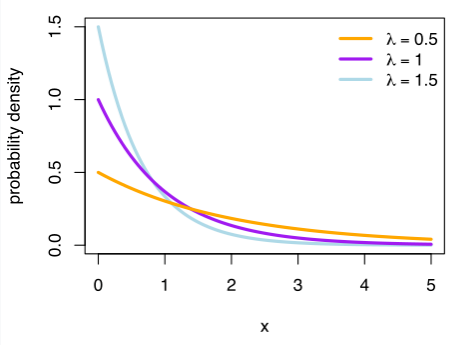 λ = 0.5
λ = 1
λ = 1.5
probability density
1.5
1.0
0.5
0.0
0 1 2 3 4 5
x